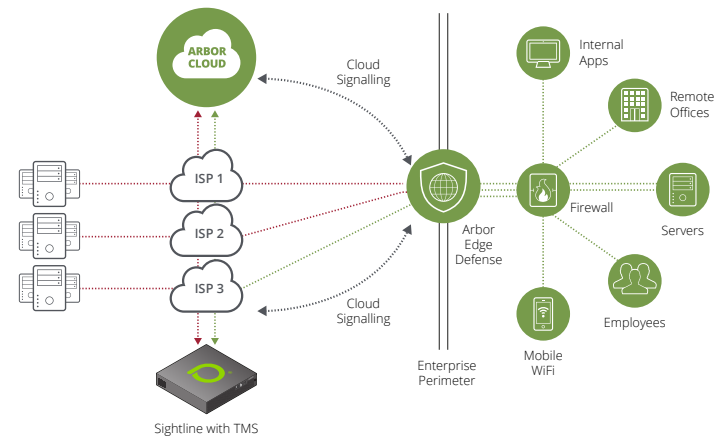 ARBOR
CLOUD
Cloud
Signalling
Internal
Apps
Remote
Offices
ISP 1
ISP 2
ISP 3
Arbor
Edge
Defense
Firewall
Servers
Employees
Mobile
WiFi
Cloud
Signalling
Enterprise
Perimeter
Sightline with TMS